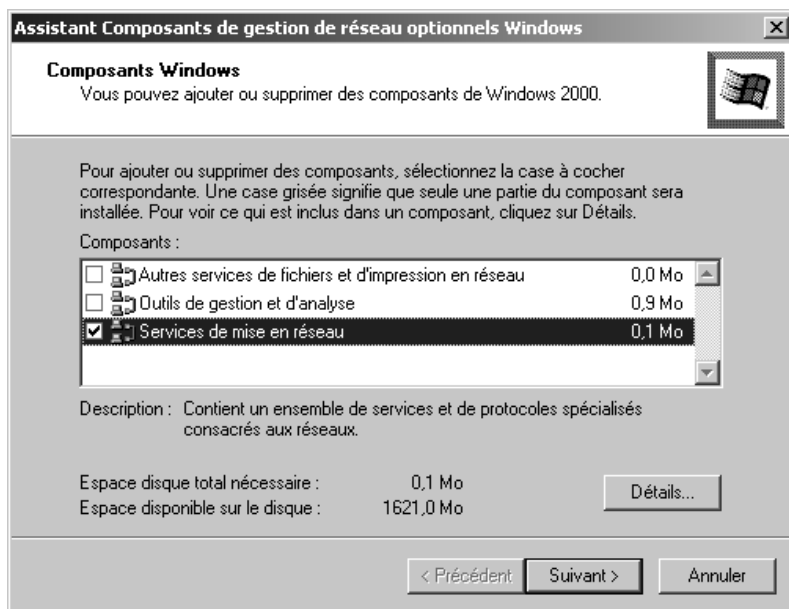 Assistant Composants de gestion de réseau optionnels Windows
Composants Windows
Vous pouvez ajouter ou supprimer des composants de Windows 2000.
Pour ajouter ou supprimer des composants, sélectionnez la case à cocher
correspondante. Une case grisée signifie que seule une partie du composant sera
installée. Pour voir ce qui est inclus dans un composant, cliquez sur Détails.
Composants :
Autres services de fichiers et d'impression en réseau 0,0 Mo
Outils de gestion et d'analyse 0,9 Mo
Services de mise en réseau 0,1 Mo
Description : Contient un ensemble de services et de protocoles spécialisés
consacrés aux réseaux.
Espace disque total nécessaire : 0,1 Mo
Espace disponible sur le disque : 1621,0 Mo
Détails...
< Précédent Suivant > Annuler